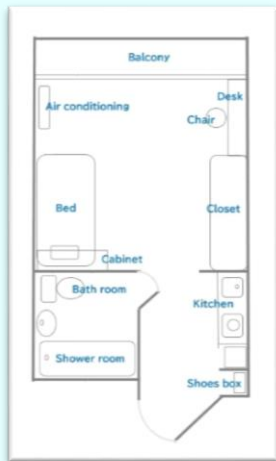 Balcony
Desk
Air conditioning
Chair
Bed
Closet
Cabinet
Bath room
Kitchen
Shower room
Shoes box